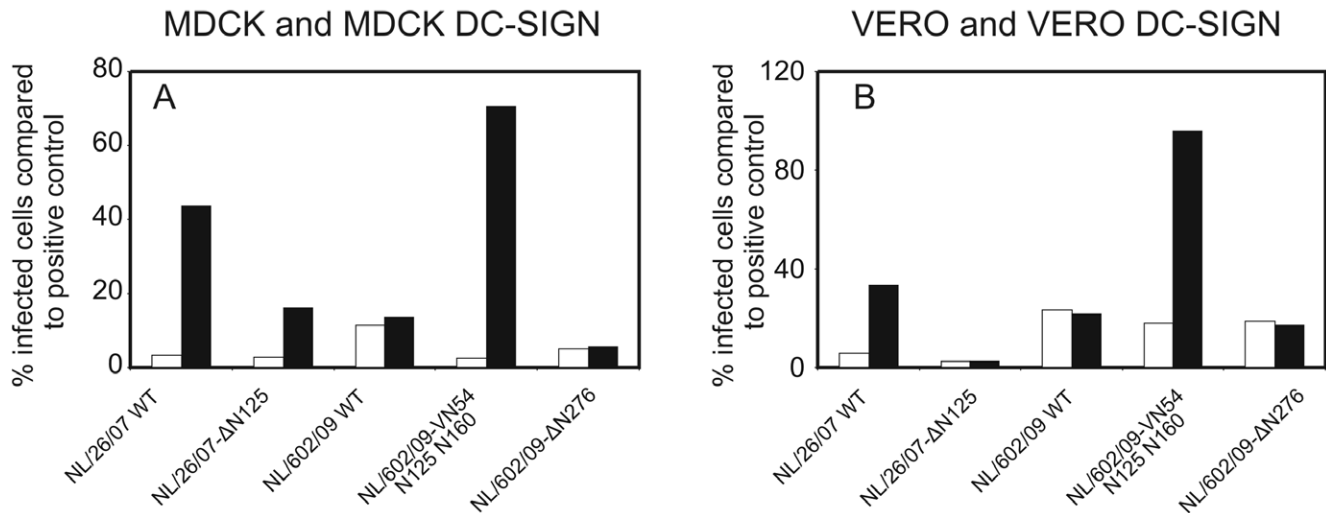 MDCK and MDCK DC-SIGN
% infected cells compared
to positive control
80
60
40
20
0
A
NL/26/07 WT
NL/26/07-ΔN125
NL/602/09 WT
NL/602/09-VN54
N125 N160
NL/602/09-ΔN276
VERO and VERO DC-SIGN
% infected cells compared
to positive control
120
80
40
0
B
NL/26/07 WT
NL/26/07-ΔN125
NL/602/09 WT
NL/602/09-VN54
N125 N160
NL/602/09-ΔN276